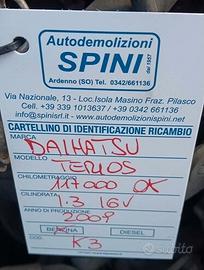 Autodemolizioni
SPINI
dal 1957
Ardenno (SO) Tel. 0342/661136
Via Nazionale, 13 - Loc. Isola Masino Fraz. Pilasco
Cell. +39 339 1013637 / +39 0342/661136
info@spinisrl.it - www.autodemolizionispini.net
CARTELLINO DI IDENTIFICAZIONE RICAMBIO
MARCA DAIHATSU
MODELLO TERIOS
CHILOMETRAGGIO 117000 OK
CILINDRATA 1.3 16V
ANNO DI PRODUZIONE 2009
BENZINA DIESEL
COD. K3
subito